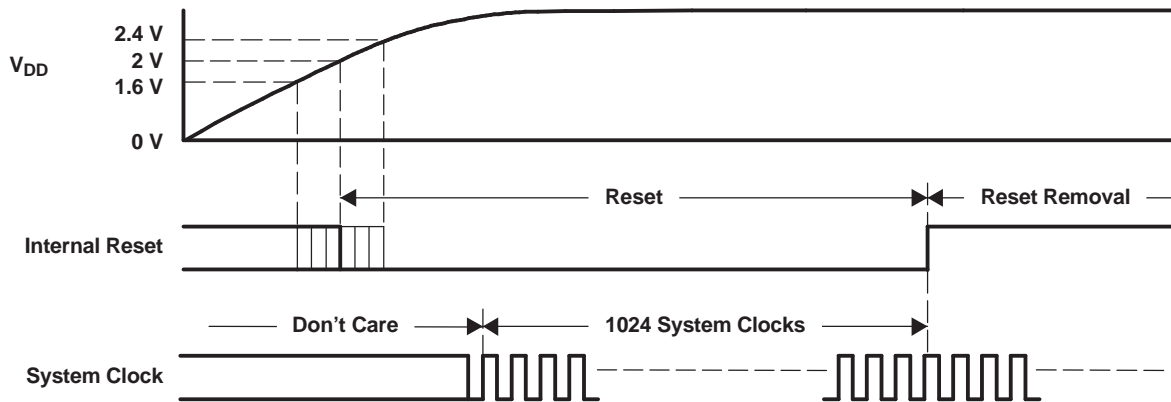 2.4 V
V_DD
2 V
1.6 V
0 V
Reset
Reset Removal
Internal Reset
Don't Care
1024 System Clocks
System Clock